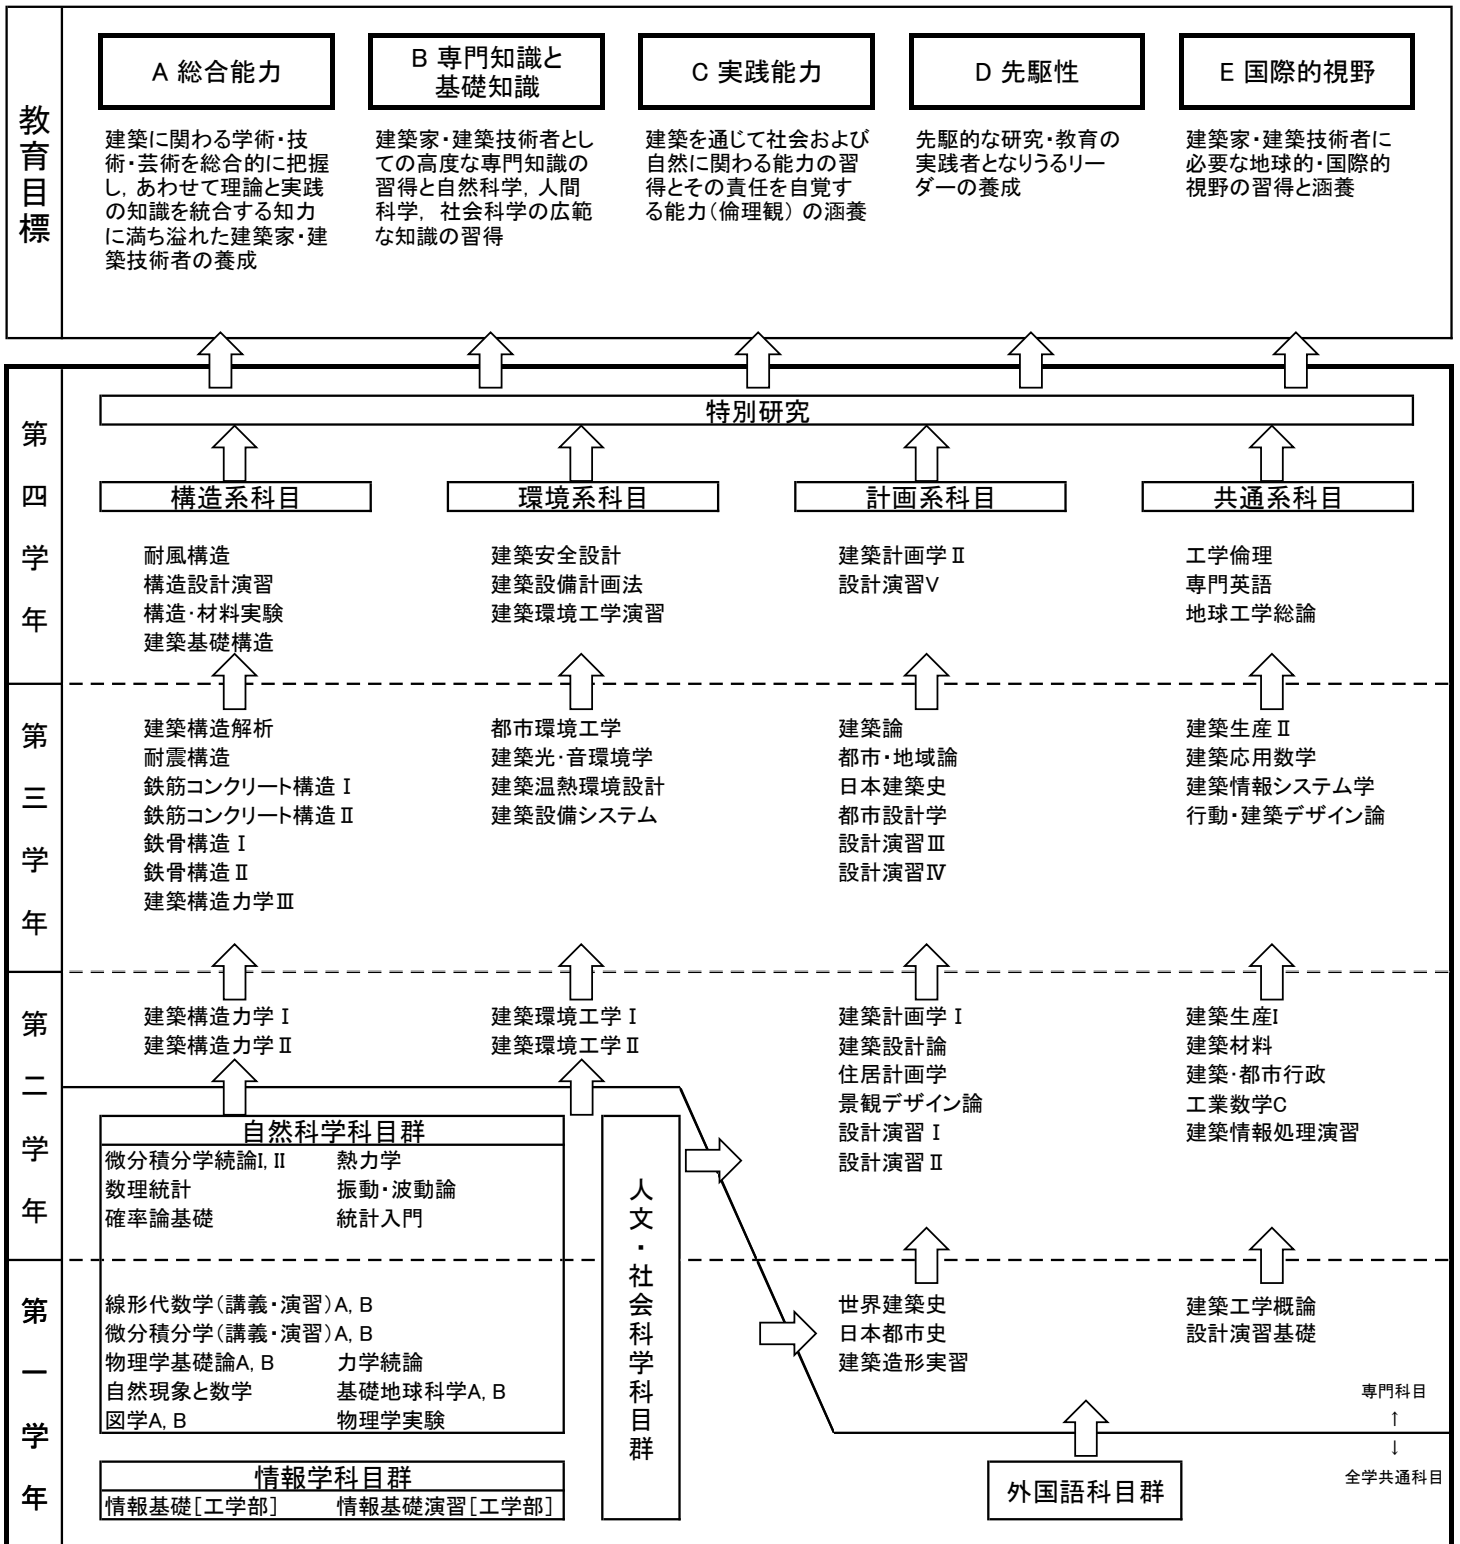 教育目標
A 総合能力
建築に関わる学術・技
術・芸術を総合的に把握
し, あわせて理論と実践
の知識を統合する知力
に満ち溢れた建築家・建
築技術者の養成
B 専門知識と
基礎知識
建築家・建築技術者とし
ての高度な専門知識の
習得と自然科学, 人間
科学, 社会科学の広範
な知識の習得
C 実践能力
建築を通じて社会および
自然に関わる能力の習
得とその責任を自覚す
る能力(倫理観) の涵養
D 先駆性
先駆的な研究・教育の
実践者となりうるリー
ダーの養成
E 国際的視野
建築家・建築技術者に
必要な地球的・国際的
視野の習得と涵養
第四学年
特別研究
構造系科目
耐風構造
構造設計演習
構造・材料実験
建築基礎構造
環境系科目
建築安全設計
建築設備計画法
建築環境工学演習
計画系科目
建築計画学Ⅱ
設計演習V
共通系科目
工学倫理
専門英語
地球工学総論
第三学年
建築構造解析
耐震構造
鉄筋コンクリート構造Ⅰ
鉄筋コンクリート構造Ⅱ
鉄骨構造Ⅰ
鉄骨構造Ⅱ
建築構造力学Ⅲ
都市環境工学
建築光・音環境学
建築温熱環境設計
建築設備システム
建築論
都市・地域論
日本建築史
都市設計学
設計演習Ⅲ
設計演習Ⅳ
建築生産Ⅱ
建築応用数学
建築情報システム学
行動・建築デザイン論
第二学年
建築構造力学Ⅰ
建築構造力学Ⅱ
建築環境工学Ⅰ
建築環境工学Ⅱ
建築計画学Ⅰ
建築設計論
住居計画学
景観デザイン論
設計演習Ⅰ
設計演習Ⅱ
建築生産I
建築材料
建築・都市行政
工業数学C
建築情報処理演習
自然科学科目群
微分積分学続論I, II 熱力学
数理統計 振動・波動論
確率論基礎 統計入門
人文・社会科学科目群
第一学年
線形代数学(講義・演習)A, B
微分積分学(講義・演習)A, B
物理学基礎論A, B 力学続論
自然現象と数学 基礎地球科学A, B
図学A, B 物理学実験
世界建築史
日本都市史
建築造形実習
建築工学概論
設計演習基礎
専門科目
↑
↓
全学共通科目
情報学科目群
情報基礎[工学部] 情報基礎演習[工学部]
外国語科目群